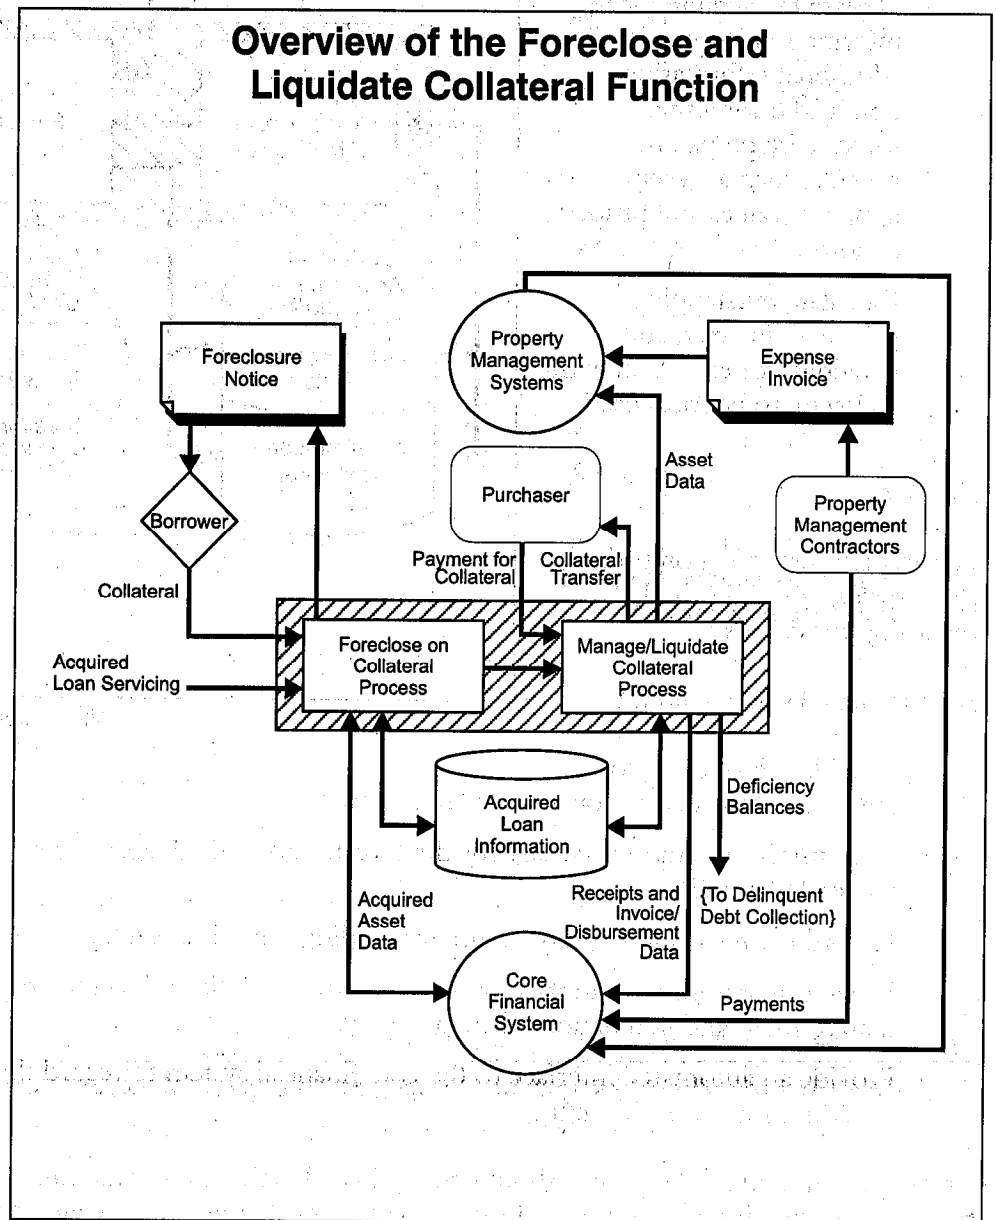 Overview of the Foreclose and
Liquidate Collateral Function
Foreclosure
Notice
Property
Management
Systems
Expense
Invoice
Borrower
Purchaser
Asset
Data
Property
Management
Contractors
Collateral
Payment for
Collateral
Collateral
Transfer
Acquired
Loan Servicing
Foreclose on
Collateral
Process
Manage/Liquidate
Collateral
Process
Acquired
Loan
Information
Deficiency
Balances
{To Delinquent
Debt Collection}
Acquired
Asset
Data
Receipts and
Invoice/
Disbursement
Data
Core
Financial
System
Payments